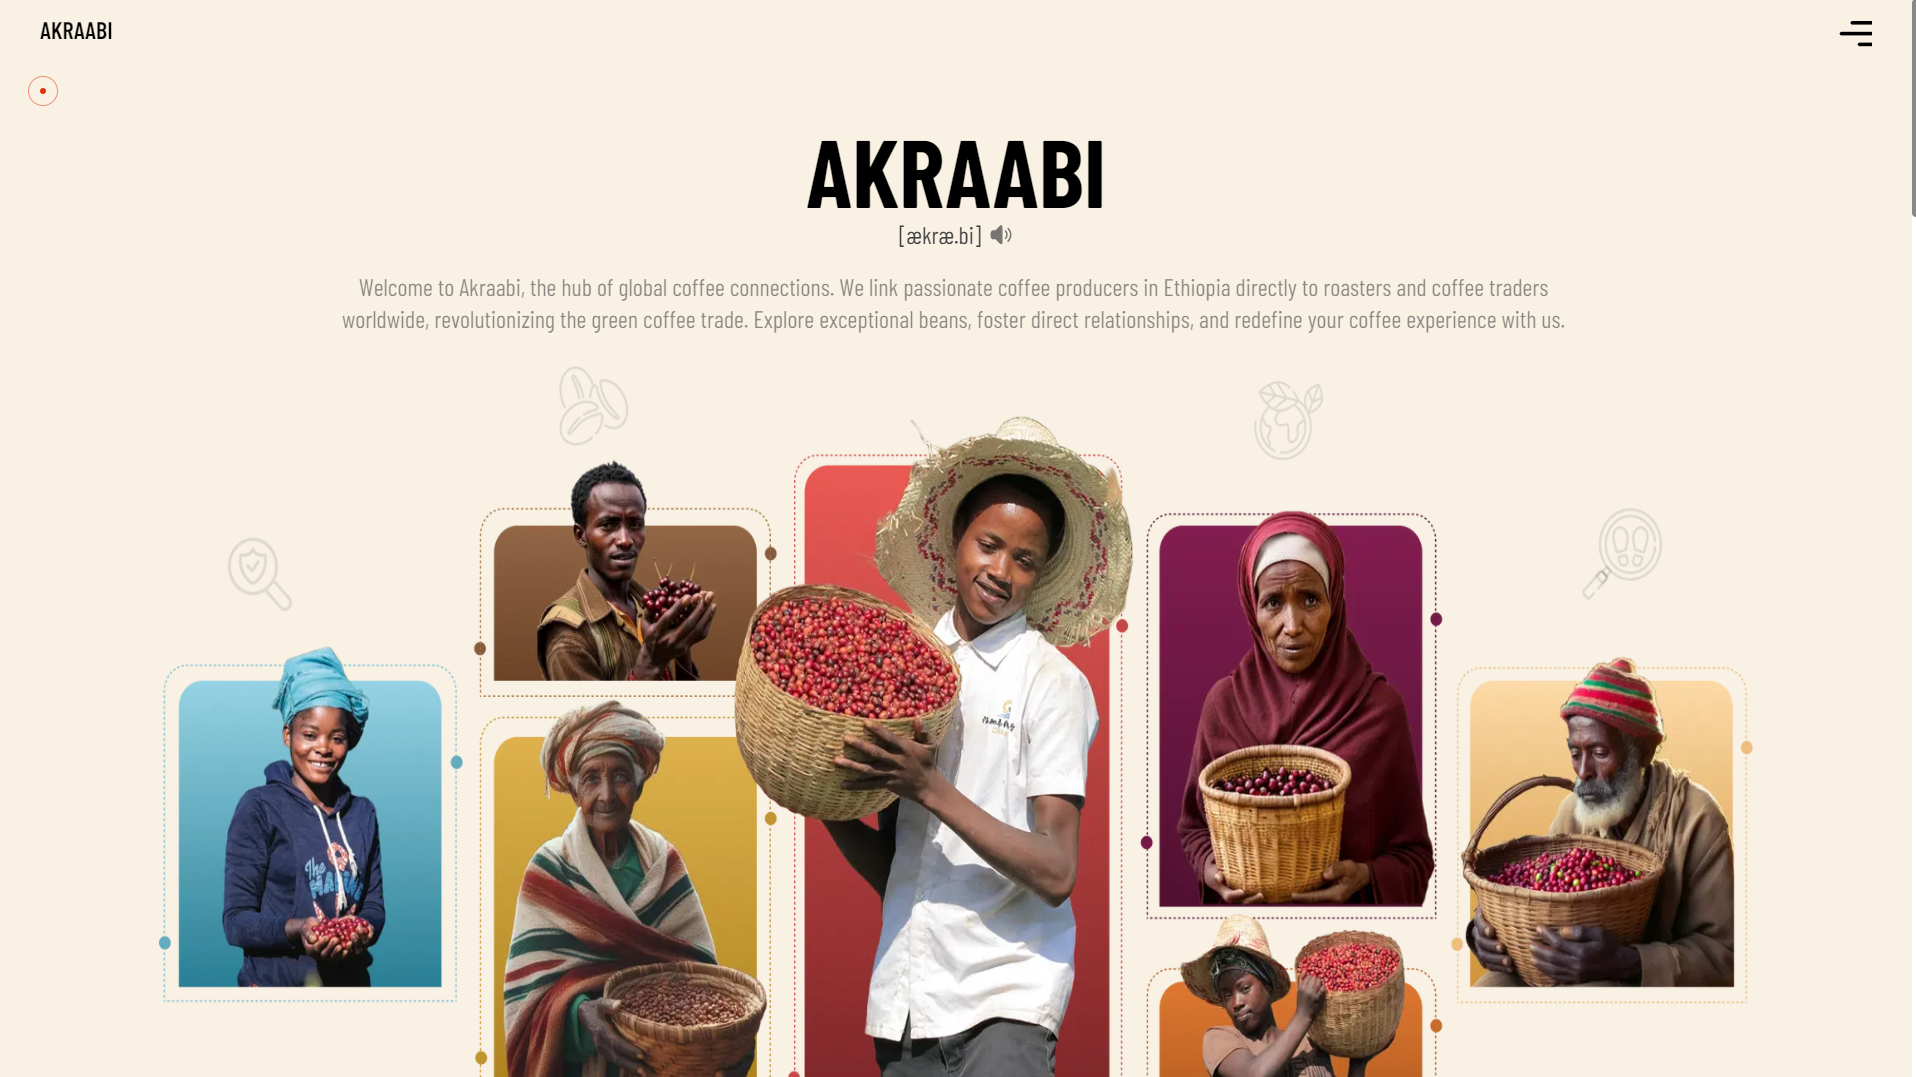 AKRAABI
AKRAABI
[ækræ.bi]
Welcome to Akraabi, the hub of global coffee connections. We link passionate coffee producers in Ethiopia directly to roasters and coffee traders
worldwide, revolutionizing the green coffee trade. Explore exceptional beans, foster direct relationships, and redefine your coffee experience with us.
The